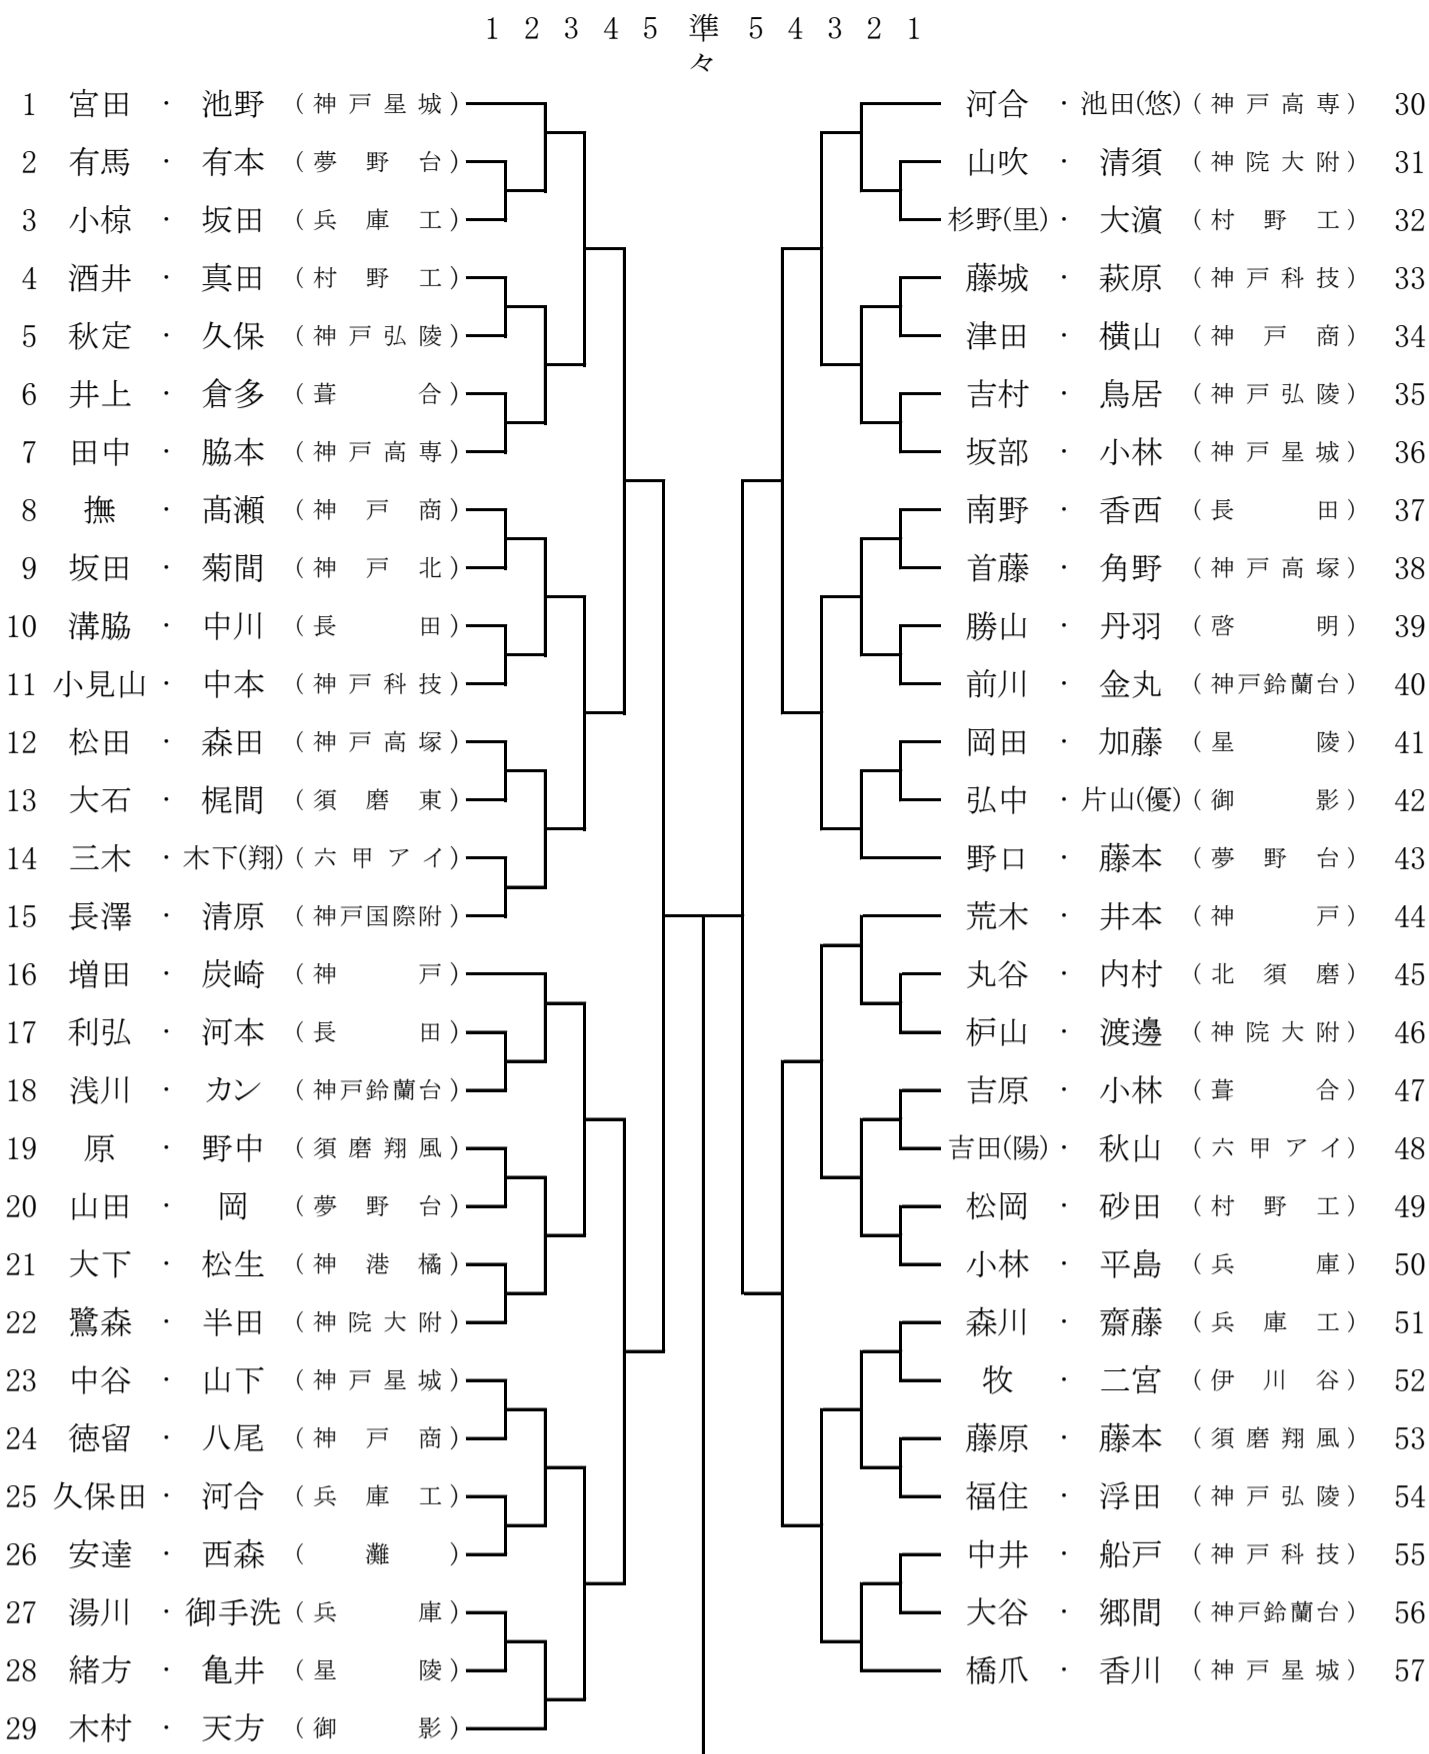 1 2 3 4 5 準 5 4 3 2 1
々
1 宮田 ・ 池野 (神戸星城) 河合 ・ 池田(悠) (神戸高専) 30
2 有馬 ・ 有本 (夢野台) 山吹 ・ 清須 (神院大附) 31
3 小椋 ・ 坂田 (兵庫工) 杉野(里) ・ 大濵 (村野工) 32
4 酒井 ・ 真田 (村野工) 藤城 ・ 萩原 (神戸科技) 33
5 秋定 ・ 久保 (神戸弘陵) 津田 ・ 横山 (神戸商) 34
6 井上 ・ 倉多 (葺合) 吉村 ・ 鳥居 (神戸弘陵) 35
7 田中 ・ 脇本 (神戸高専) 坂部 ・ 小林 (神戸星城) 36
8 撫 ・ 髙瀬 (神戸商) 南野 ・ 香西 (長田) 37
9 坂田 ・ 菊間 (神戸北) 首藤 ・ 角野 (神戸高塚) 38
10 溝脇 ・ 中川 (長田) 勝山 ・ 丹羽 (啓明) 39
11 小見山 ・ 中本 (神戸科技) 前川 ・ 金丸 (神戸鈴蘭台) 40
12 松田 ・ 森田 (神戸高塚) 岡田 ・ 加藤 (星陵) 41
13 大石 ・ 梶間 (須磨東) 弘中 ・ 片山(優) (御影) 42
14 三木 ・ 木下(翔) (六甲アイ) 野口 ・ 藤本 (夢野台) 43
15 長澤 ・ 清原 (神戸国際附) 荒木 ・ 井本 (神戸) 44
16 増田 ・ 炭崎 (神戸) 丸谷 ・ 内村 (北須磨) 45
17 利弘 ・ 河本 (長田) 枦山 ・ 渡邊 (神院大附) 46
18 浅川 ・ カン (神戸鈴蘭台) 吉原 ・ 小林 (葺合) 47
19 原 ・ 野中 (須磨翔風) 吉田(陽) ・ 秋山 (六甲アイ) 48
20 山田 ・ 岡 (夢野台) 松岡 ・ 砂田 (村野工) 49
21 大下 ・ 松生 (神港橘) 小林 ・ 平島 (兵庫) 50
22 鷺森 ・ 半田 (神院大附) 森川 ・ 齋藤 (兵庫工) 51
23 中谷 ・ 山下 (神戸星城) 牧 ・ 二宮 (伊川谷) 52
24 徳留 ・ 八尾 (神戸商) 藤原 ・ 藤本 (須磨翔風) 53
25 久保田 ・ 河合 (兵庫工) 福住 ・ 浮田 (神戸弘陵) 54
26 安達 ・ 西森 (灘) 中井 ・ 船戸 (神戸科技) 55
27 湯川 ・ 御手洗 (兵庫) 大谷 ・ 郷間 (神戸鈴蘭台) 56
28 緒方 ・ 亀井 (星陵) 橋爪 ・ 香川 (神戸星城) 57
29 木村 ・ 天方 (御影)